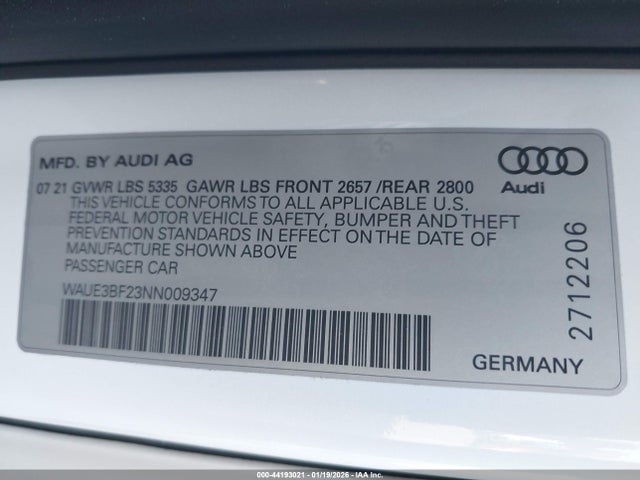 MFD. BY AUDI AG
07 21 GVWR LBS 5335 GAWR LBS FRONT 2657 /REAR 2800
THIS VEHICLE CONFORMS TO ALL APPLICABLE U.S.
FEDERAL MOTOR VEHICLE SAFETY, BUMPER AND THEFT
PREVENTION STANDARDS IN EFFECT ON THE DATE OF
MANUFACTURE SHOWN ABOVE
PASSENGER CAR
WAUE3BF23NN009347
Audi
2712206
GERMANY
000-44193021 - 01/19/2026 - IAA Inc.